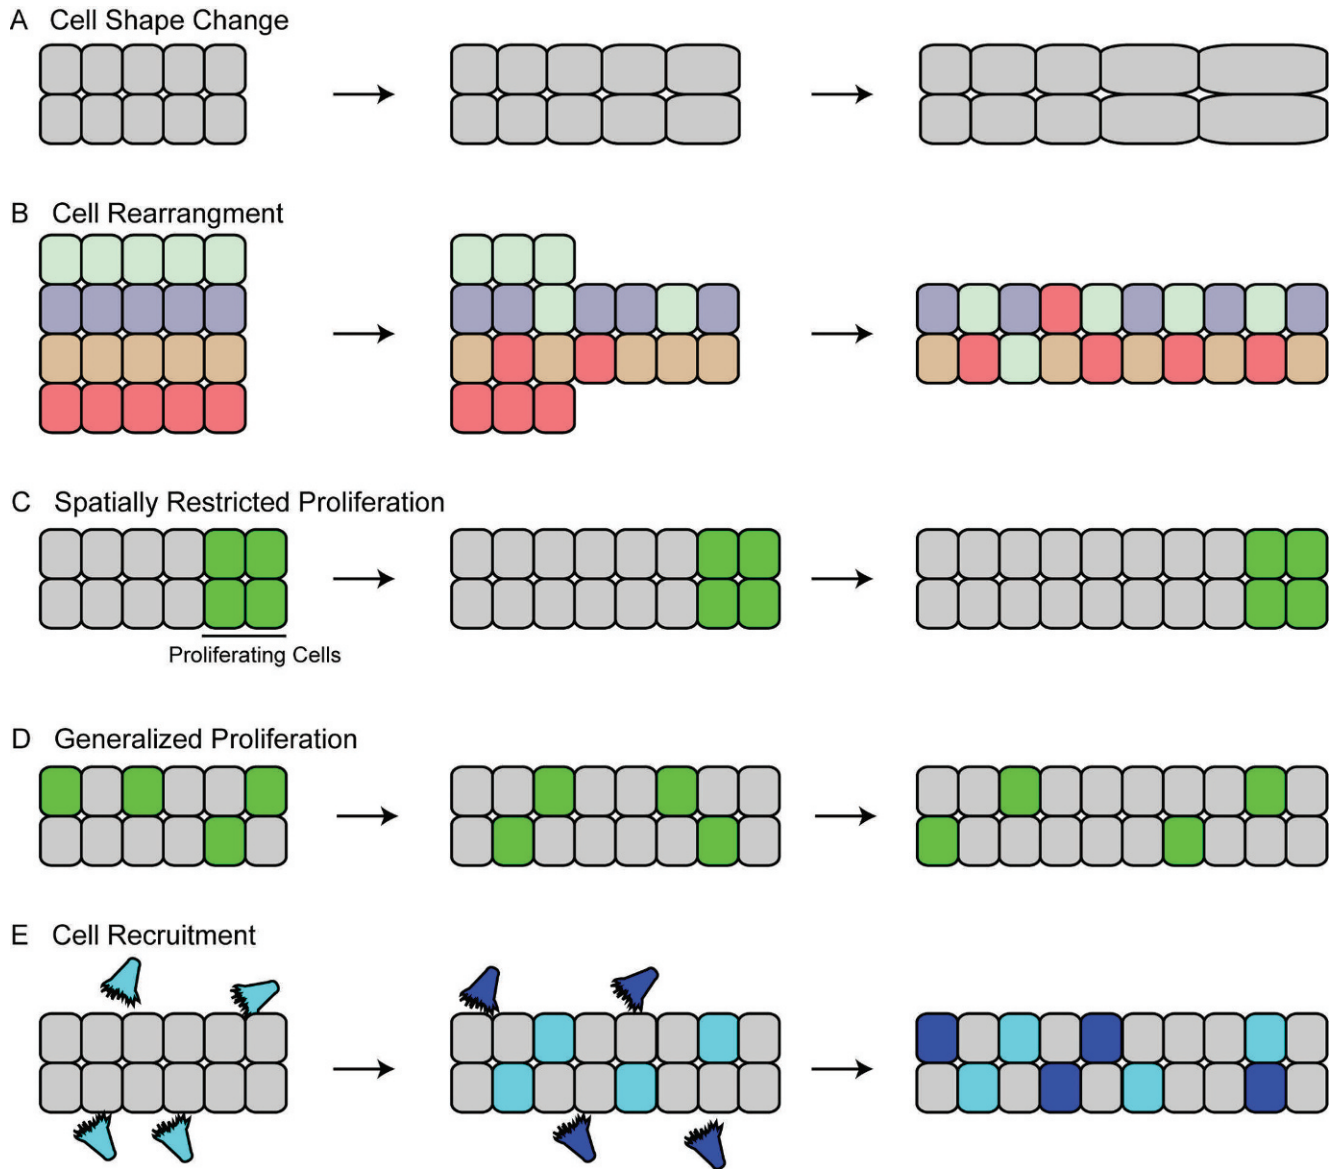 A Cell Shape Change
B Cell Rearrangment
C Spatially Restricted Proliferation
Proliferating Cells
D Generalized Proliferation
E Cell Recruitment